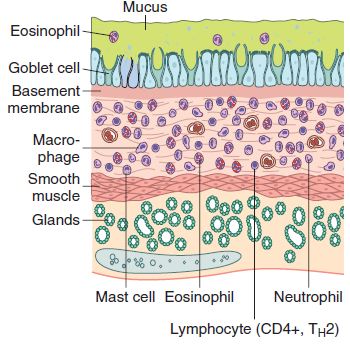 Mucus
Eosinophil
Goblet cell
Basement
membrane
Macro-
phage
Smooth
muscle
Glands
Mast cell Eosinophil Neutrophil
Lymphocyte (CD4+, TH2)